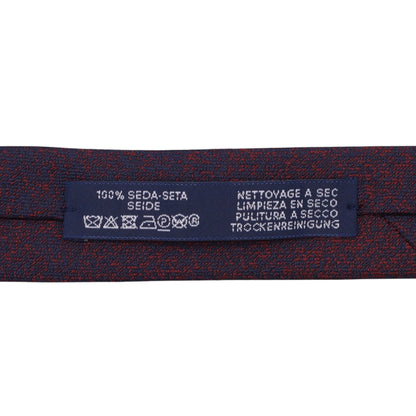 100% SEDA-SETA
SEIDE
NETTOYAGE A SEC
LIMPIEZA EN SECO
PULITURA A SECCO
TROCKENREINIGUNG